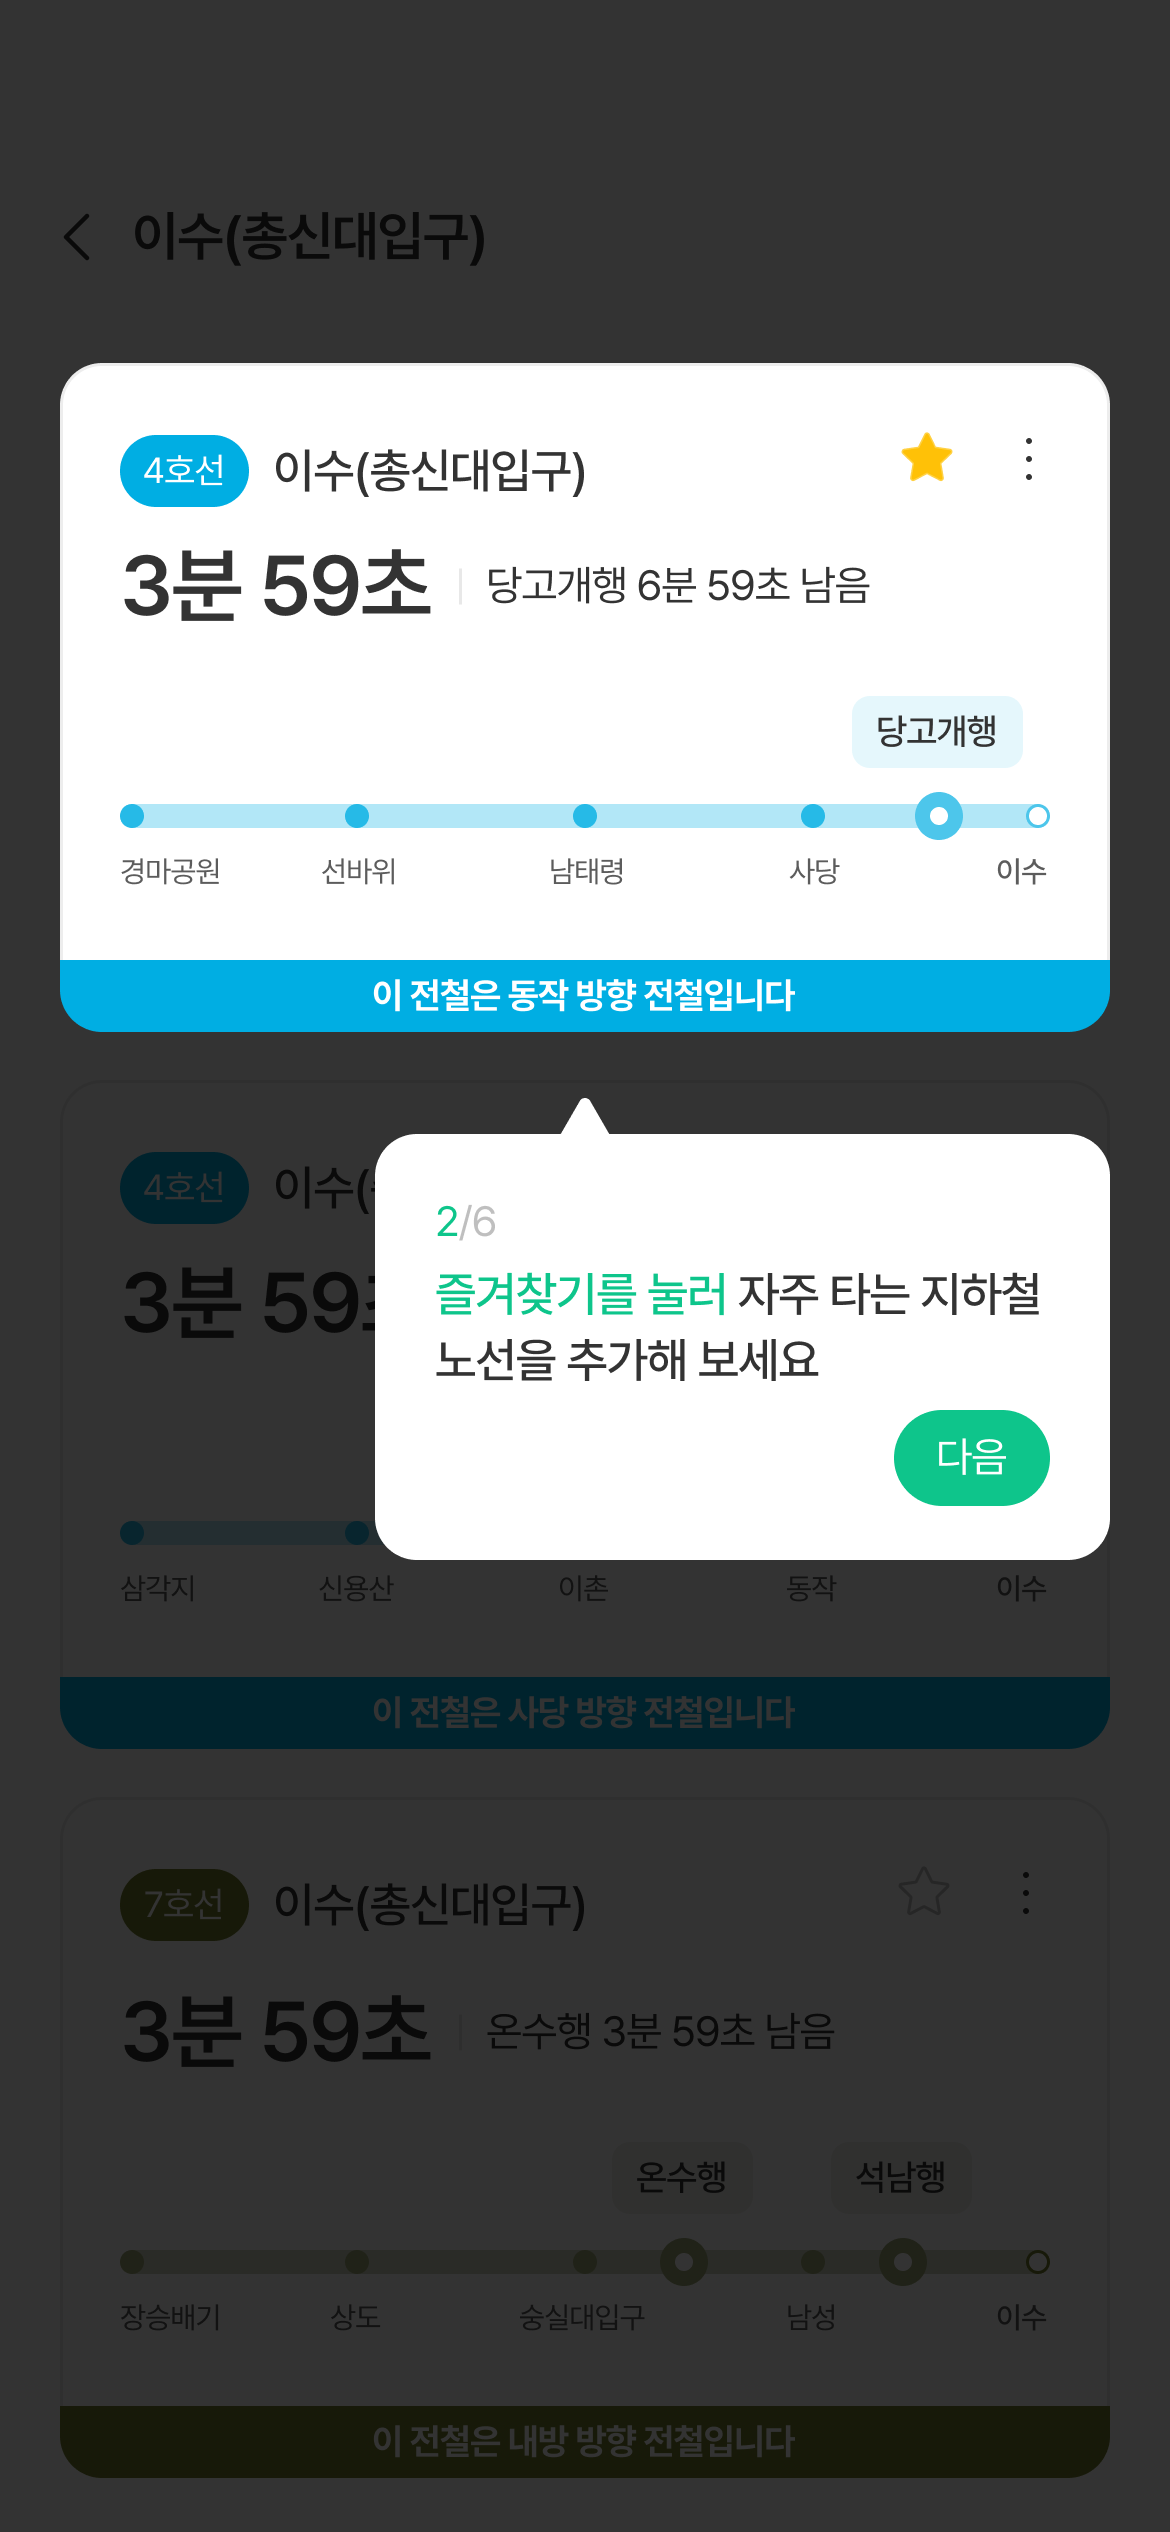 이수(총신대입구)
4호선 이수(총신대입구)
3분 59초 당고개행 6분 59초 남음
당고개행
경마공원 선바위 남태령 사당 이수
이 전철은 동작 방향 전철입니다
4호선 이수(
3분 59
2/6
즐겨찾기를 눌러 자주 타는 지하철
노선을 추가해 보세요
다음
삼각지 신용산 이촌 동작 이수
이 전철은 사당 방향 전철입니다
7호선 이수(총신대입구)
3분 59초 온수행 3분 59초 남음
온수행 석남행
장승배기 상도 숭실대입구 남성 이수
이 전철은 내방 방향 전철입니다